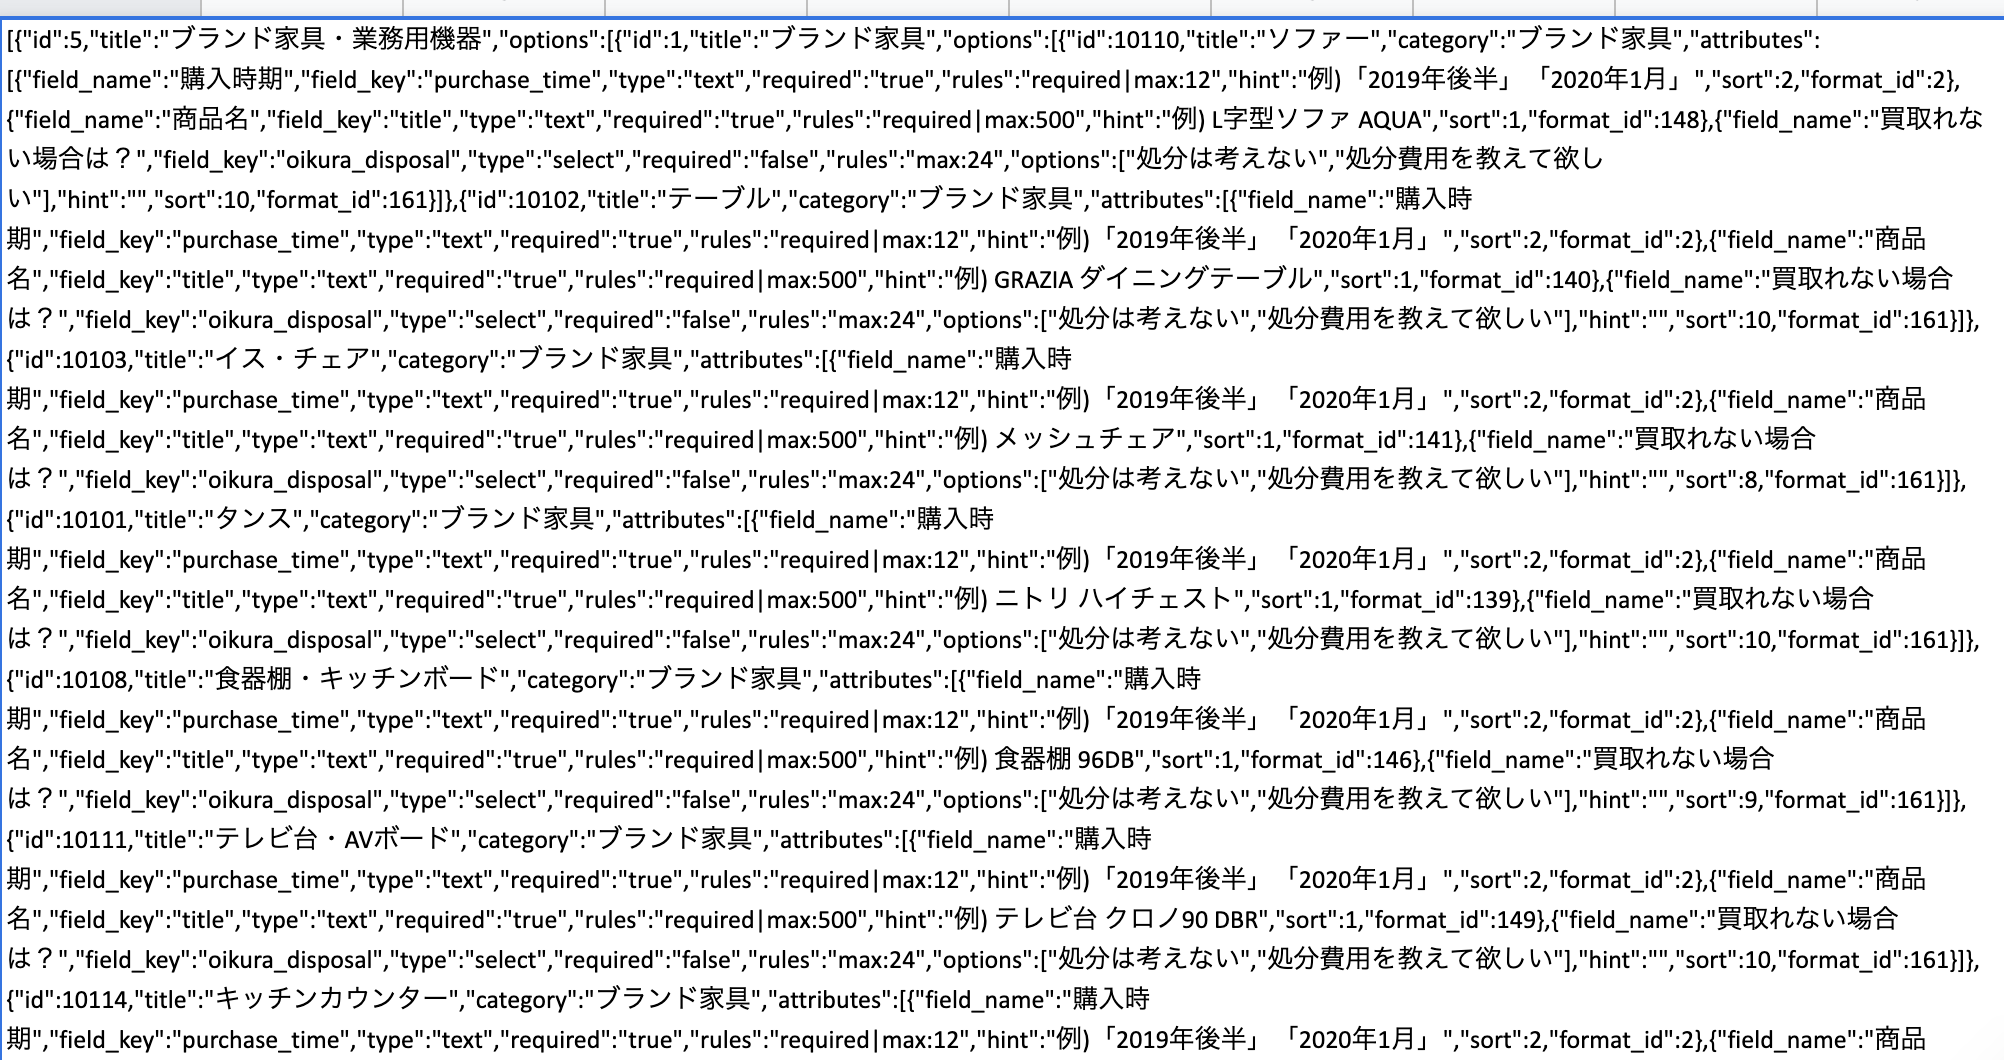 [{"id":5,"title":"ブランド家具・業務用機器","options":[{"id":1,"title":"ブランド家具","options":[{"id":10110,"title":"ソファー","category":"ブランド家具","attributes":
[{"field_name":"購入時期","field_key":"purchase_time","type":"text","required":"true","rules":"required|max:12","hint":"例)「2019年後半」「2020年1月」","sort":2,"format_id":2},
{"field_name":"商品名","field_key":"title","type":"text","required":"true","rules":"required|max:500","hint":"例) L字型ソファ AQUA","sort":1,"format_id":148},{"field_name":"買取れな
い場合は？","field_key":"oikura_disposal","type":"select","required":"false","rules":"max:24","options":["処分は考えない","処分費用を教えて欲し
い"],"hint":"","sort":10,"format_id":161}]},{"id":10102,"title":"テーブル","category":"ブランド家具","attributes":[{"field_name":"購入時
期","field_key":"purchase_time","type":"text","required":"true","rules":"required|max:12","hint":"例)「2019年後半」「2020年1月」","sort":2,"format_id":2},{"field_name":"商品
名","field_key":"title","type":"text","required":"true","rules":"required|max:500","hint":"例) GRAZIA ダイニングテーブル","sort":1,"format_id":140},{"field_name":"買取れない場合
は？","field_key":"oikura_disposal","type":"select","required":"false","rules":"max:24","options":["処分は考えない","処分費用を教えて欲しい"],"hint":"","sort":10,"format_id":161}]},
{"id":10103,"title":"イス・チェア","category":"ブランド家具","attributes":[{"field_name":"購入時
期","field_key":"purchase_time","type":"text","required":"true","rules":"required|max:12","hint":"例)「2019年後半」「2020年1月」","sort":2,"format_id":2},{"field_name":"商品
名","field_key":"title","type":"text","required":"true","rules":"required|max:500","hint":"例) メッシュチェア","sort":1,"format_id":141},{"field_name":"買取れない場合
は？","field_key":"oikura_disposal","type":"select","required":"false","rules":"max:24","options":["処分は考えない","処分費用を教えて欲しい"],"hint":"","sort":8,"format_id":161}]},
{"id":10101,"title":"タンス","category":"ブランド家具","attributes":[{"field_name":"購入時
期","field_key":"purchase_time","type":"text","required":"true","rules":"required|max:12","hint":"例)「2019年後半」「2020年1月」","sort":2,"format_id":2},{"field_name":"商品
名","field_key":"title","type":"text","required":"true","rules":"required|max:500","hint":"例) ニトリ ハイチェスト","sort":1,"format_id":139},{"field_name":"買取れない場合
は？","field_key":"oikura_disposal","type":"select","required":"false","rules":"max:24","options":["処分は考えない","処分費用を教えて欲しい"],"hint":"","sort":10,"format_id":161}]},
{"id":10108,"title":"食器棚・キッチンボード","category":"ブランド家具","attributes":[{"field_name":"購入時
期","field_key":"purchase_time","type":"text","required":"true","rules":"required|max:12","hint":"例)「2019年後半」「2020年1月」","sort":2,"format_id":2},{"field_name":"商品
名","field_key":"title","type":"text","required":"true","rules":"required|max:500","hint":"例) 食器棚 96DB","sort":1,"format_id":146},{"field_name":"買取れない場合
は？","field_key":"oikura_disposal","type":"select","required":"false","rules":"max:24","options":["処分は考えない","処分費用を教えて欲しい"],"hint":"","sort":9,"format_id":161}]},
{"id":10111,"title":"テレビ台・AVボード","category":"ブランド家具","attributes":[{"field_name":"購入時
期","field_key":"purchase_time","type":"text","required":"true","rules":"required|max:12","hint":"例)「2019年後半」「2020年1月」","sort":2,"format_id":2},{"field_name":"商品
名","field_key":"title","type":"text","required":"true","rules":"required|max:500","hint":"例) テレビ台 クロノ90 DBR","sort":1,"format_id":149},{"field_name":"買取れない場合
は？","field_key":"oikura_disposal","type":"select","required":"false","rules":"max:24","options":["処分は考えない","処分費用を教えて欲しい"],"hint":"","sort":10,"format_id":161}]},
{"id":10114,"title":"キッチンカウンター","category":"ブランド家具","attributes":[{"field_name":"購入時
期","field_key":"purchase_time","type":"text","required":"true","rules":"required|max:12","hint":"例)「2019年後半」「2020年1月」","sort":2,"format_id":2},{"field_name":"商品